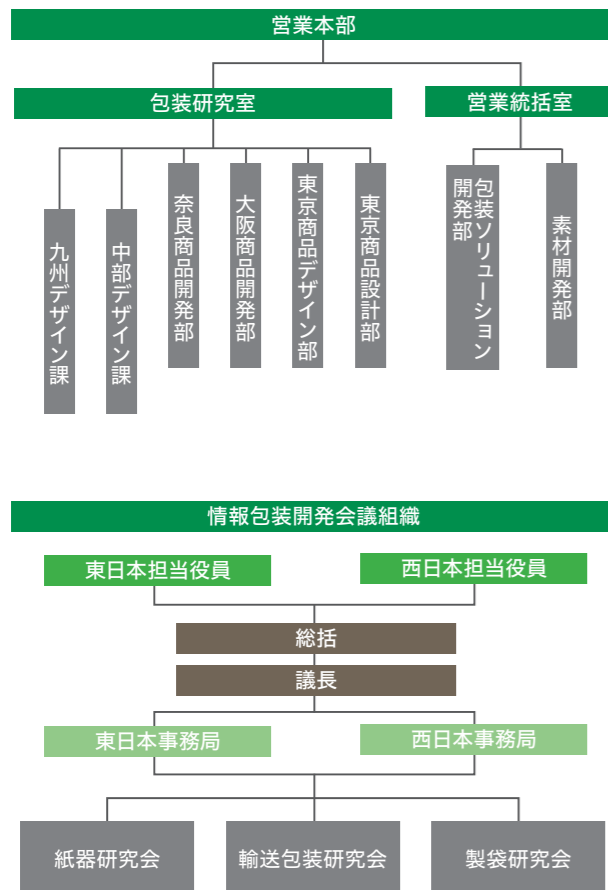 営業本部
包装研究室
営業統括室
九州デザイン課
中部デザイン課
奈良商品開発部
大阪商品開発部
東京商品デザイン部
東京商品設計部
包装ソリューション
開発部
素材開発部
情報包装開発会議組織
東日本担当役員
西日本担当役員
総括
議長
東日本事務局
西日本事務局
紙器研究会
輸送包装研究会
製袋研究会